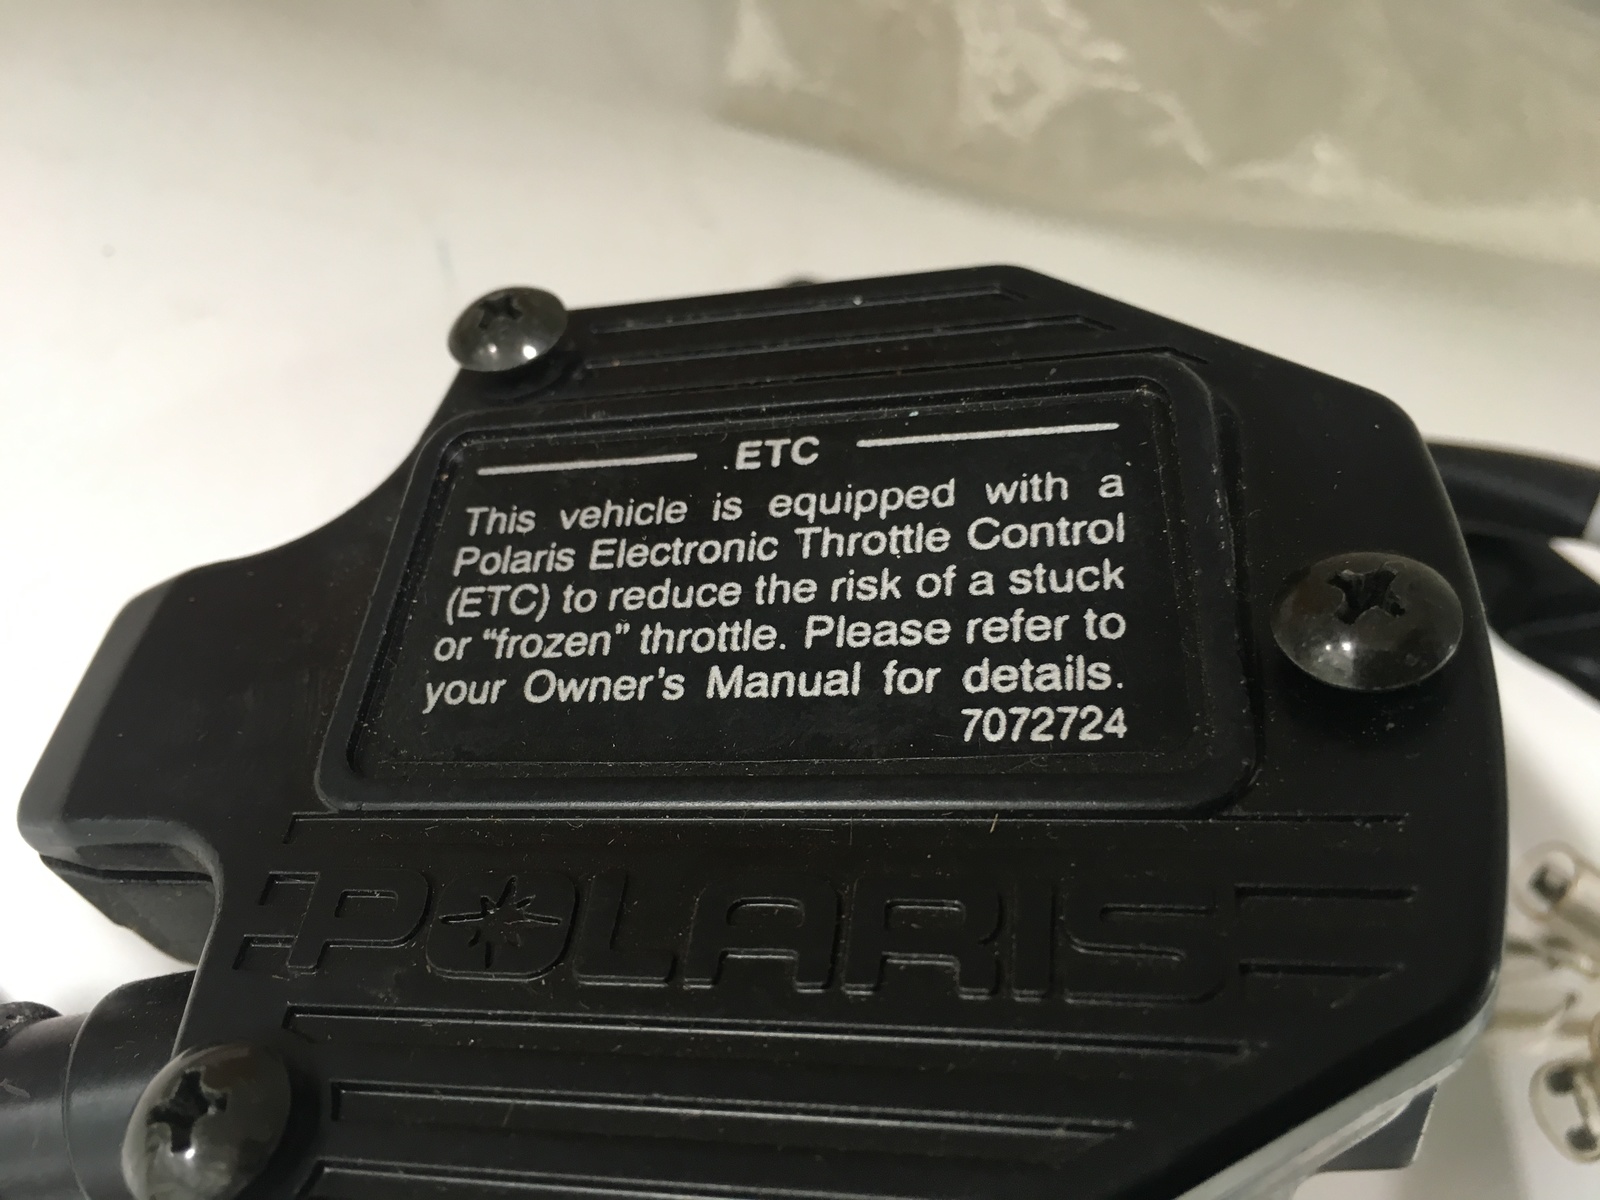 ETC
This vehicle is equipped with a
Polaris Electronic Throttle Control
(ETC) to reduce the risk of a stuck
or “frozen” throttle. Please refer to
your Owner's Manual for details.
7072724
POLARIS